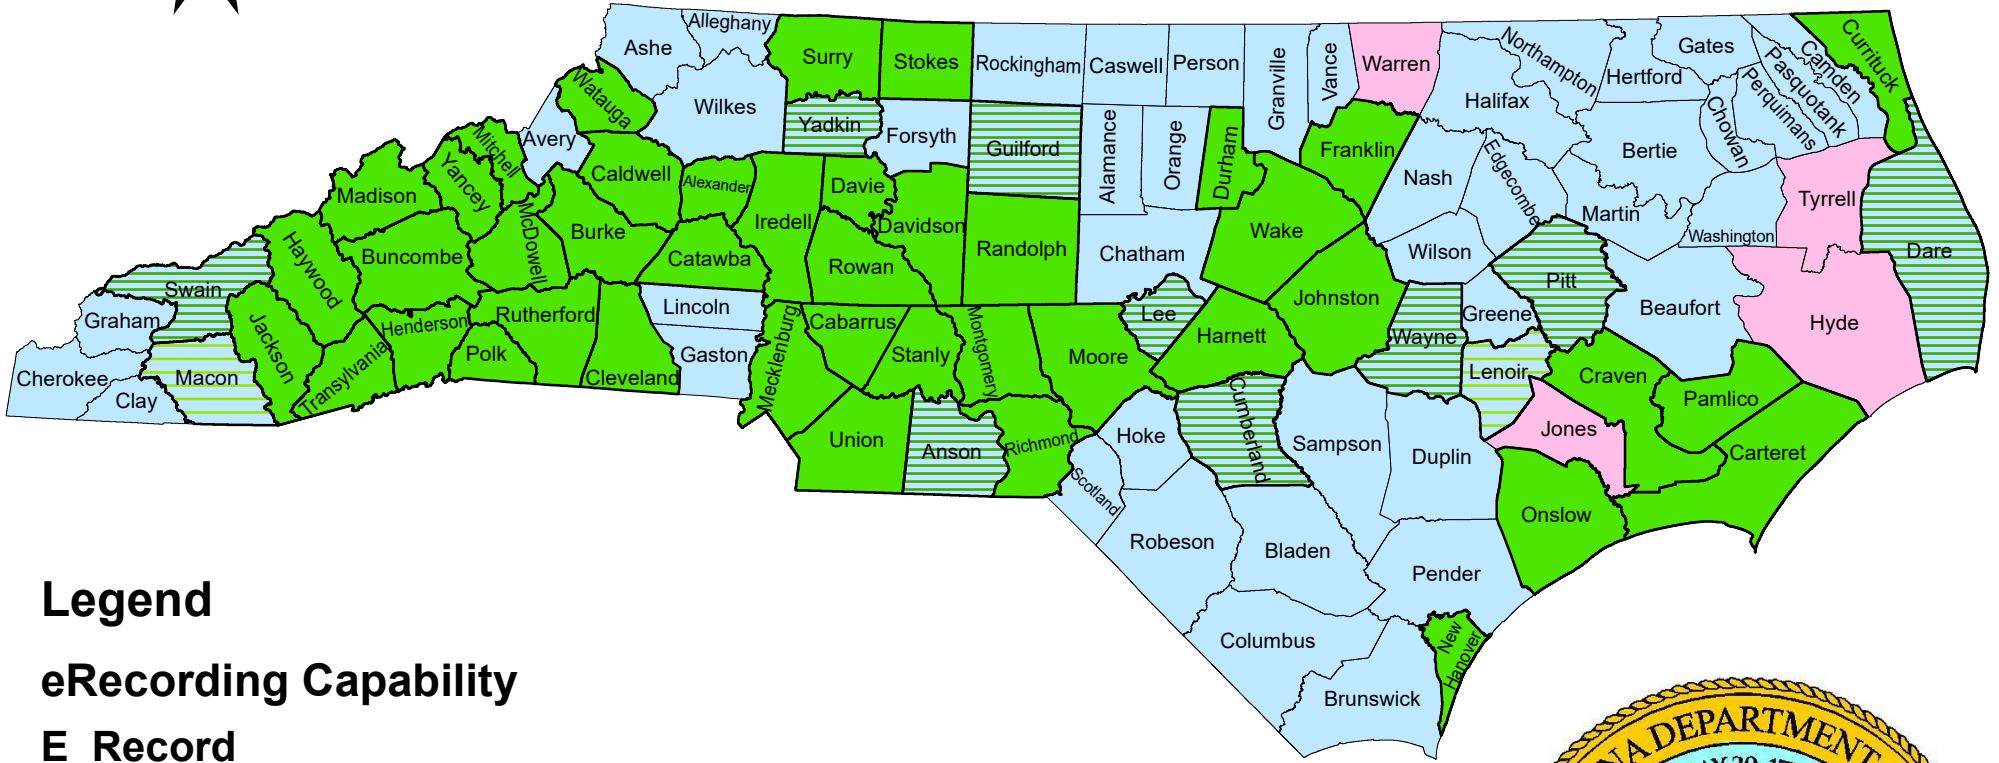 Alleghany
Ashe
Surry
Stokes
Rockingham
Caswell
Person
Granville
Vance
Warren
Northampton
Gates
Hertford
Halifax
Camden
Pasquotank
Perquimans
Chowan
Currituck
Watauga
Wilkes
Yadkin
Forsyth
Guilford
Alamance
Orange
Durham
Franklin
Nash
Edgecombe
Bertie
Martin
Washington
Tyrrell
Dare
Mitchell
Avery
Yancey
Madison
Caldwell
Alexander
Davie
Iredell
Davidson
Randolph
Chatham
Wake
Wilson
Pitt
Beaufort
Hyde
Haywood
Buncombe
McDowell
Burke
Catawba
Rowan
Swain
Graham
Jackson
Henderson
Rutherford
Lincoln
Cabarrus
Montgomery
Lee
Harnett
Johnston
Wayne
Greene
Lenoir
Craven
Pamlico
Cherokee
Clay
Macon
Transylvania
Polk
Cleveland
Gaston
Mecklenburg
Stanly
Moore
Union
Anson
Richmond
Hoke
Cumberland
Sampson
Duplin
Jones
Carteret
Onslow
Scotland
Robeson
Bladen
Pender
Columbus
Brunswick
New
Hanover
Legend
eRecording Capability
E Record
NA DEPARTMENT